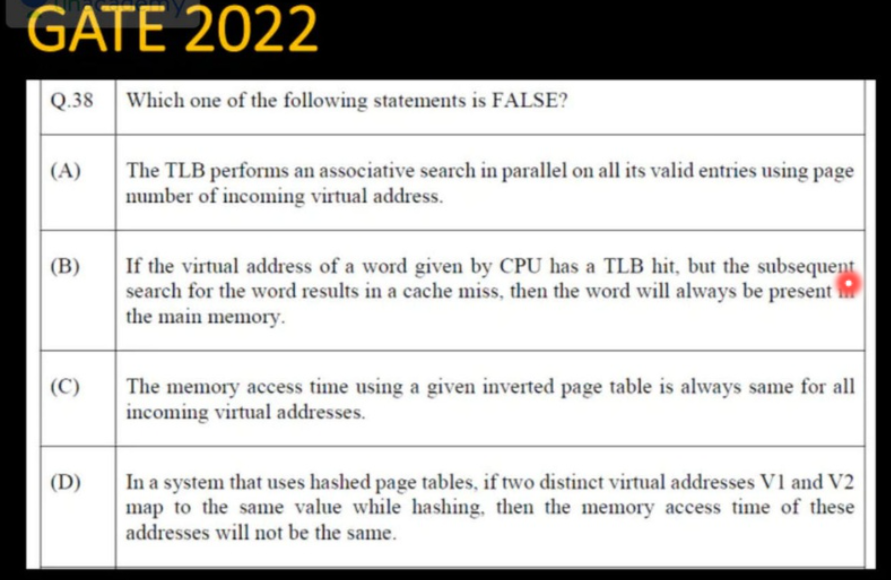 GATE 2022
Q.38 Which one of the following statements is FALSE?
(A) The TLB performs an associative search in parallel on all its valid entries using page
number of incoming virtual address.
(B) If the virtual address of a word given by CPU has a TLB hit, but the subsequent
search for the word results in a cache miss, then the word will always be present in
the main memory.
(C) The memory access time using a given inverted page table is always same for all
incoming virtual addresses.
(D) In a system that uses hashed page tables, if two distinct virtual addresses V1 and V2
map to the same value while hashing, then the memory access time of these
addresses will not be the same.